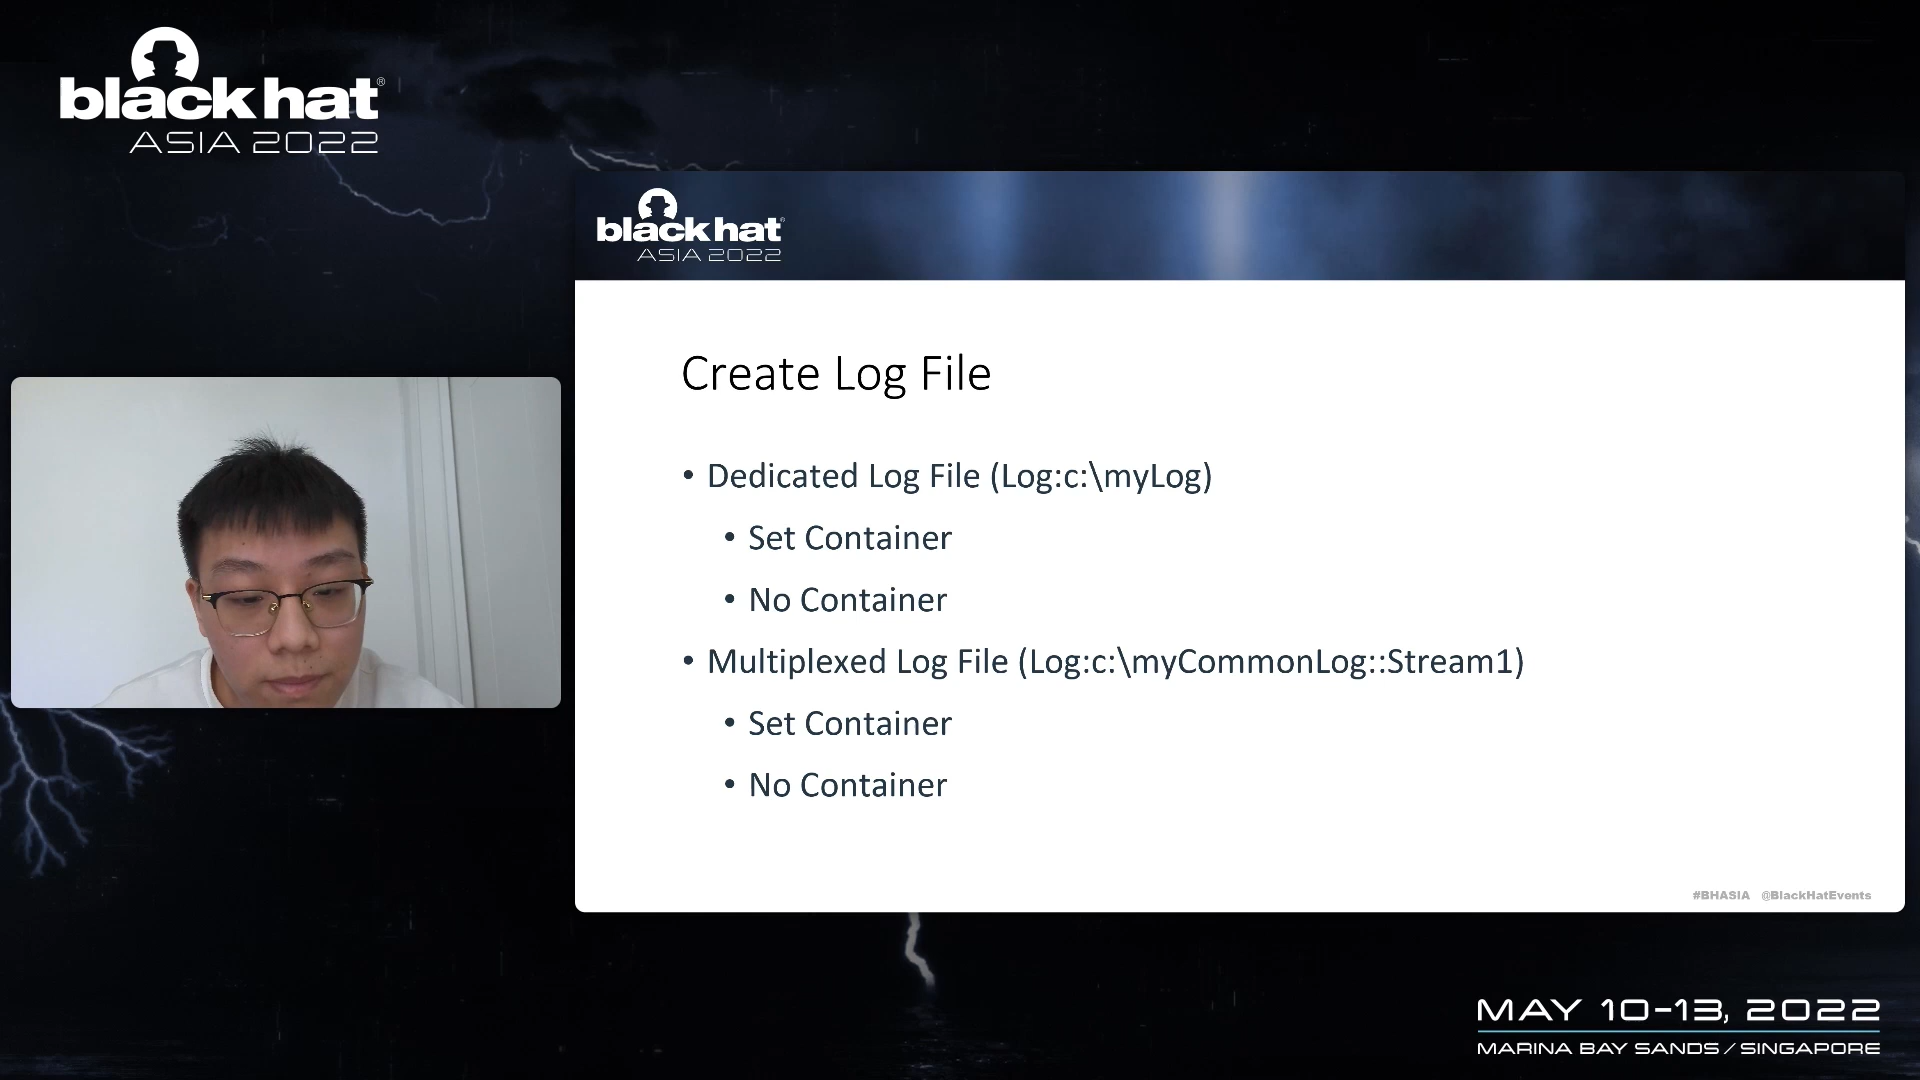 black hat®
ASIA 2022
black hat®
ASIA 2022
Create Log File
• Dedicated Log File (Log:c:\myLog)
• Set Container
• No Container
• Multiplexed Log File (Log:c:\myCommonLog::Stream1)
• Set Container
• No Container
#BHASIA @BlackHatEvents
MAY 10-13, 2022
MARINA BAY SANDS / SINGAPORE